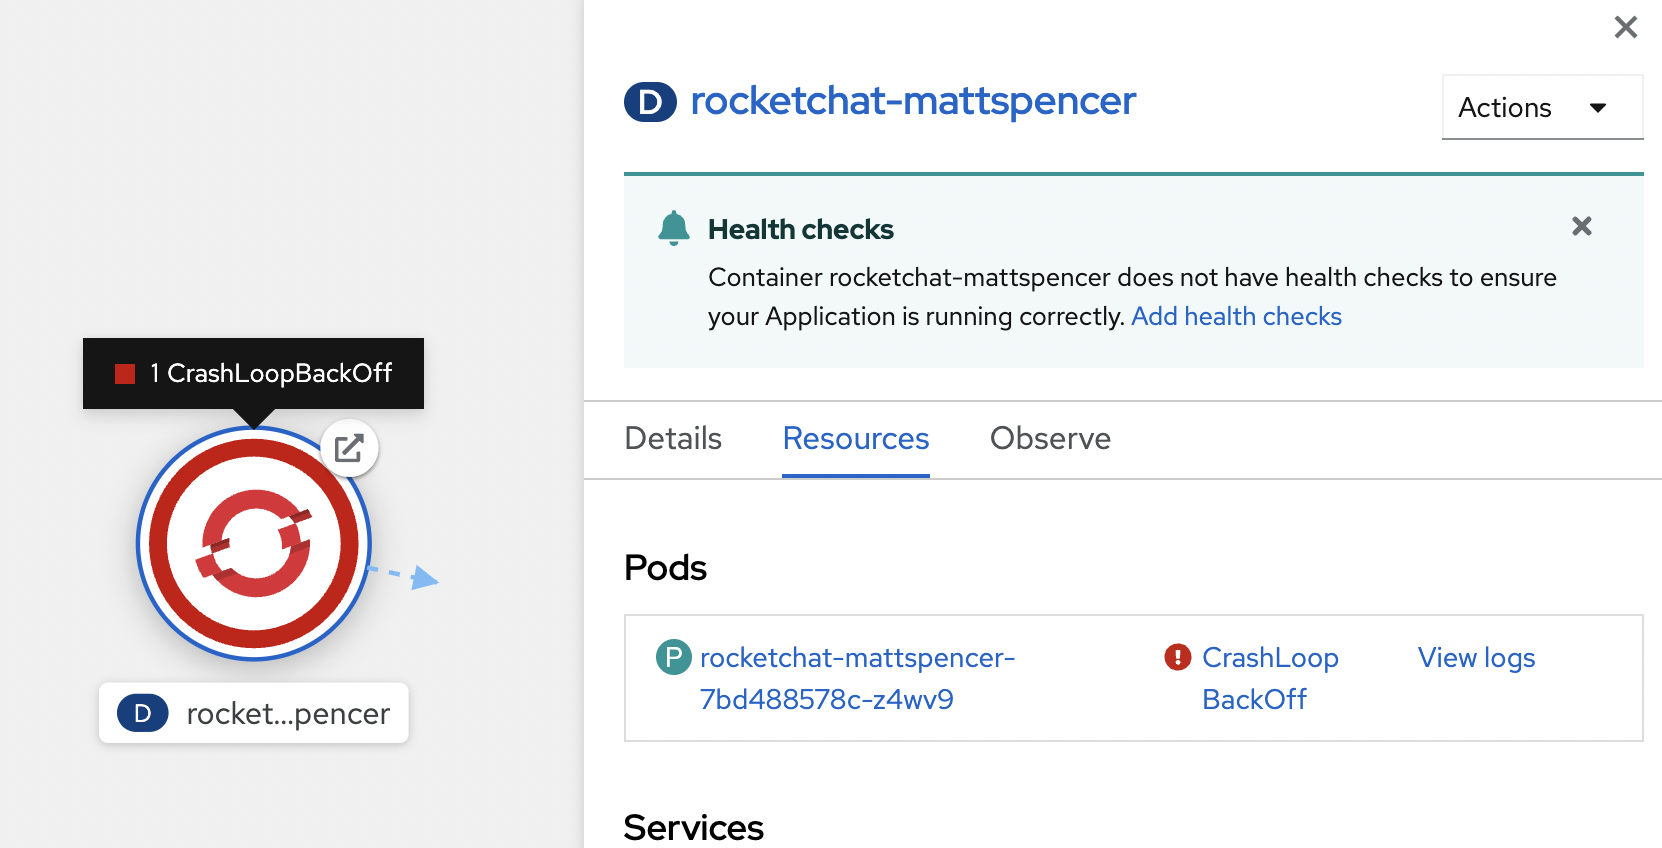 D rocketchat-mattspencer
Actions
Health checks
Container rocketchat-mattspencer does not have health checks to ensure
your Application is running correctly. Add health checks
1 CrashLoopBackOff
Details Resources Observe
Pods
P rocketchat-mattspencer-
7bd488578c-z4wv9
CrashLoop
BackOff
View logs
D rocket...pencer
Services